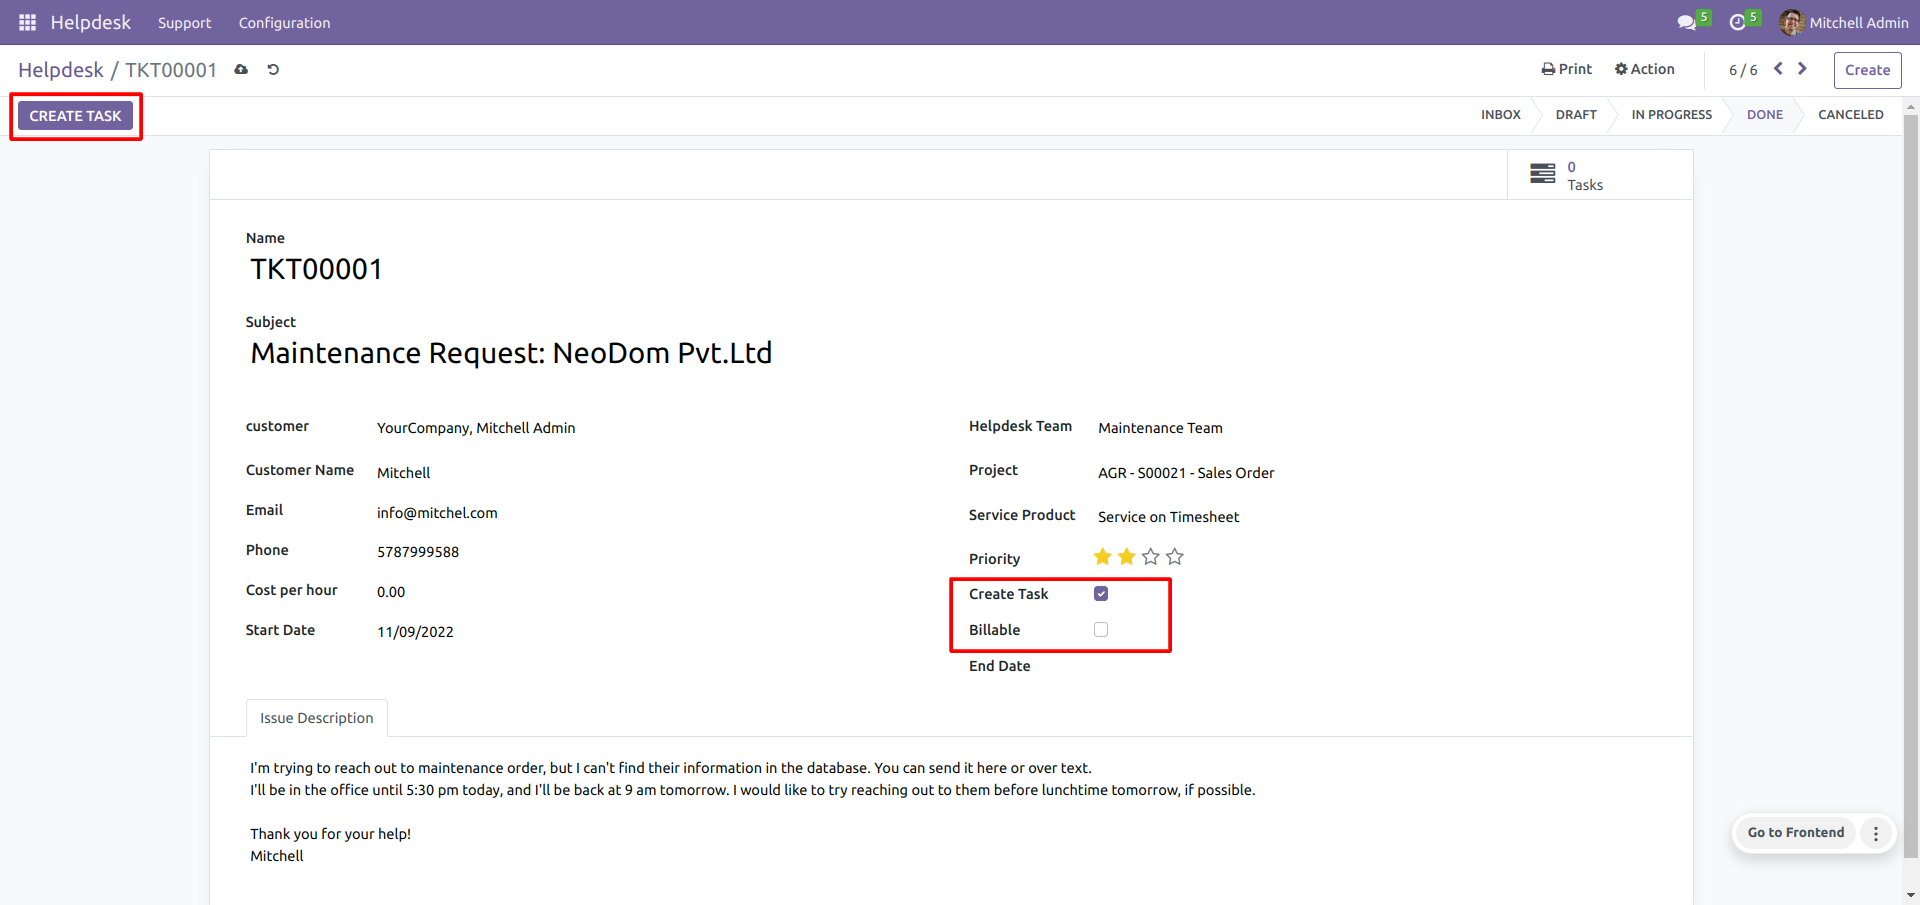 Helpdesk Support Configuration 5 5 Mitchell Admin
Helpdesk / TKT00001 Print Action 6 / 6 Create
CREATE TASK INBOX DRAFT IN PROGRESS DONE CANCELED
0
Tasks
Name
TKT00001
Subject
Maintenance Request: NeoDom Pvt.Ltd
customer YourCompany, Mitchell Admin
Customer Name Mitchell
Email info@mitchel.com
Phone 5787999588
Cost per hour 0.00
Start Date 11/09/2022
Helpdesk Team Maintenance Team
Project AGR - S00021 - Sales Order
Service Product Service on Timesheet
Priority
Create Task
Billable
End Date
Issue Description
I'm trying to reach out to maintenance order, but I can't find their information in the database. You can send it here or over text.
I'll be in the office until 5:30 pm today, and I'll be back at 9 am tomorrow. I would like to try reaching out to them before lunchtime tomorrow, if possible.
Thank you for your help!
Mitchell
Go to Frontend